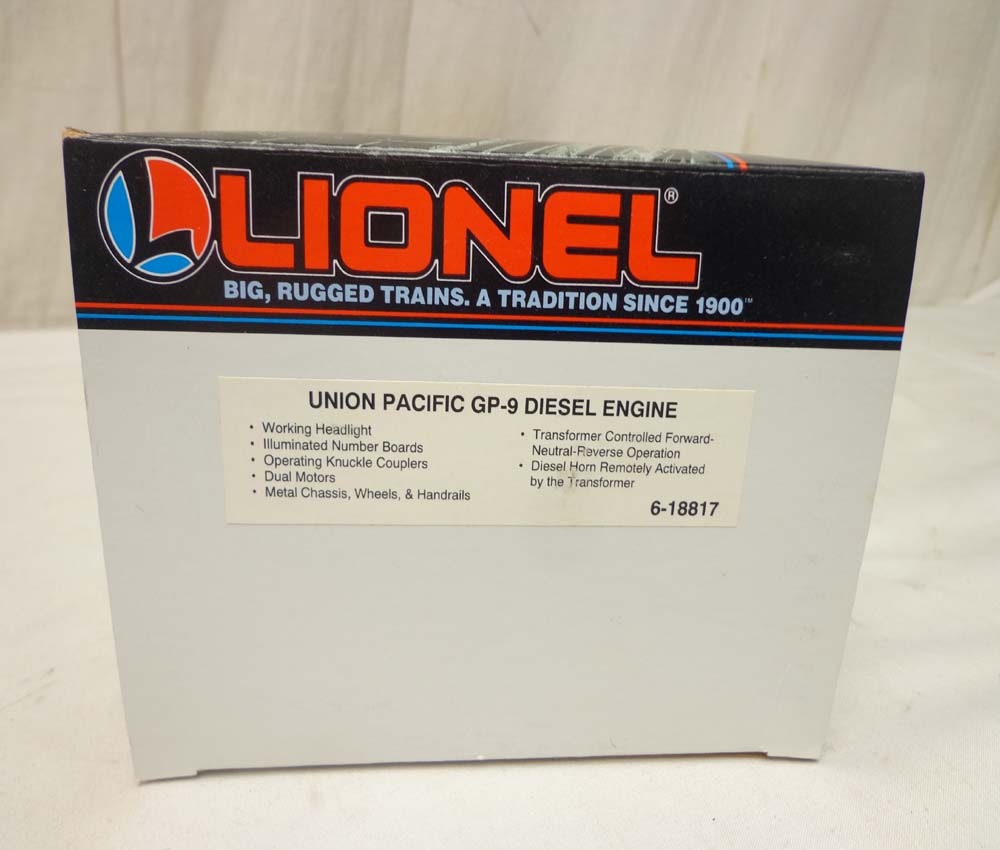 LIONEL®
BIG, RUGGED TRAINS. A TRADITION SINCE 1900™
UNION PACIFIC GP-9 DIESEL ENGINE
• Working Headlight
• Illuminated Number Boards
• Operating Knuckle Couplers
• Dual Motors
• Metal Chassis, Wheels, & Handrails
• Transformer Controlled Forward-
Neutral-Reverse Operation
• Diesel Horn Remotely Activated
by the Transformer
6-18817